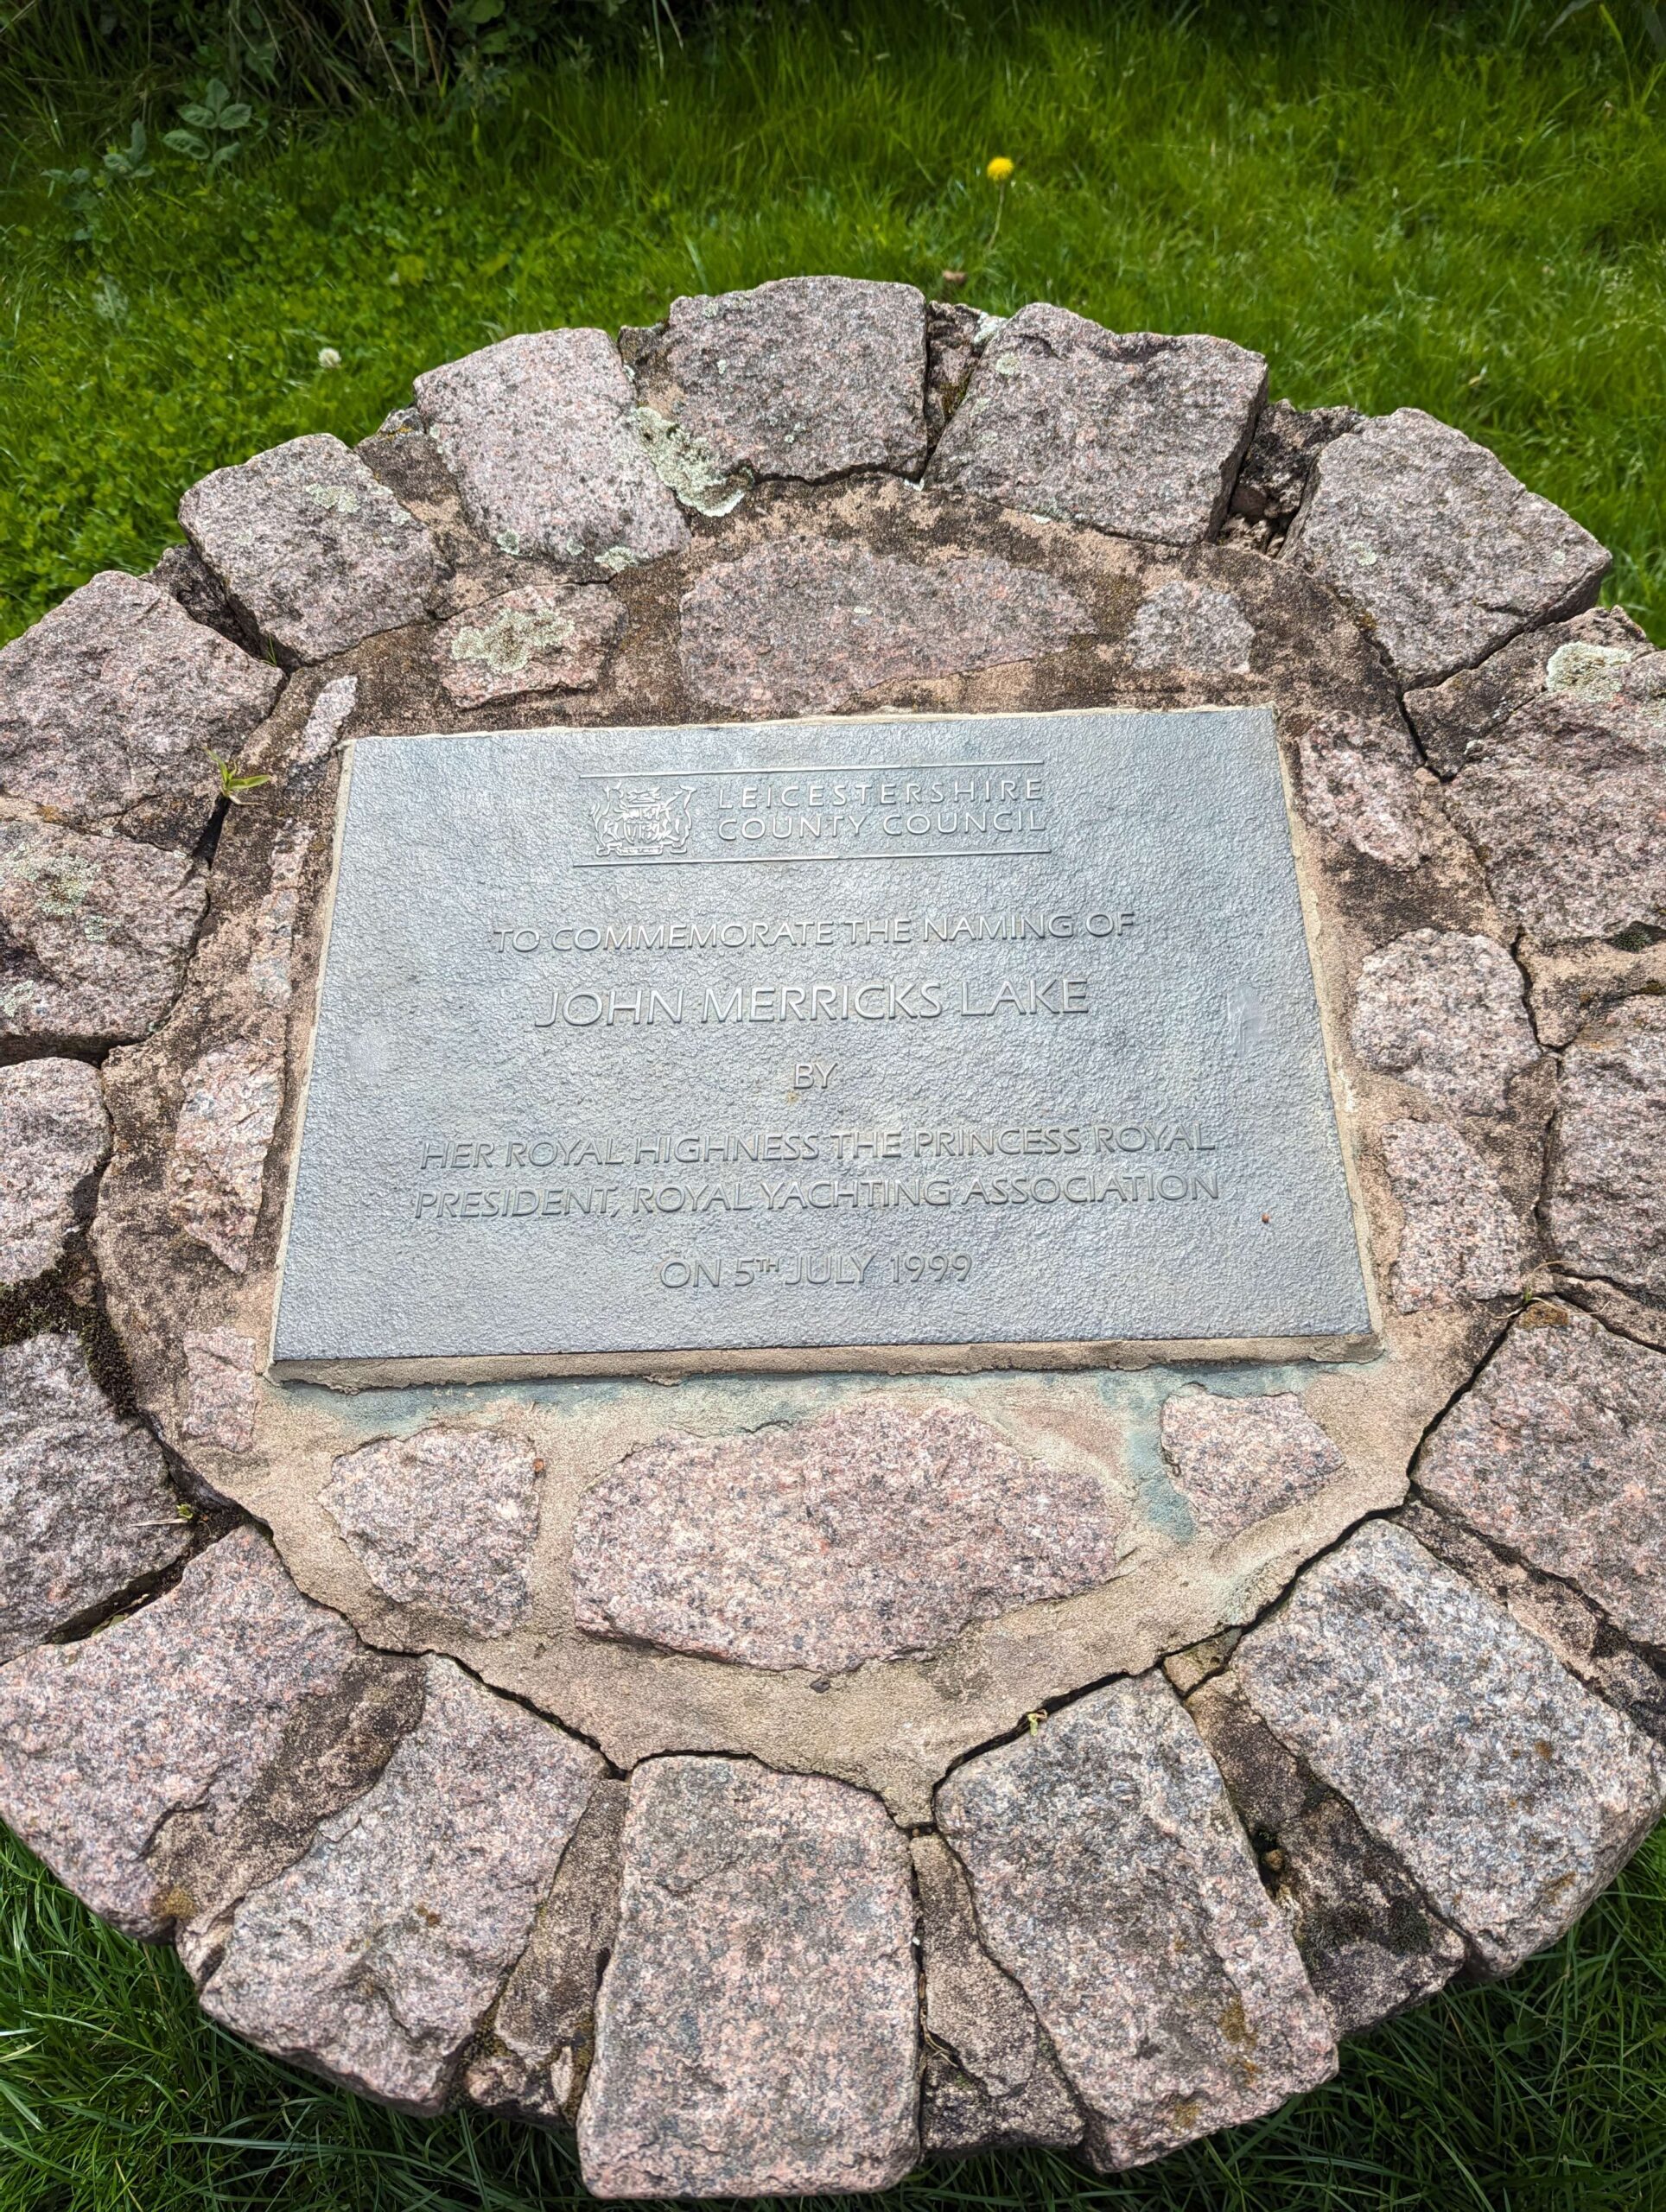 LEICESTERSHIRE
COUNTY COUNCIL
TO COMMEMORATE THE NAMING OF
JOHN MERRICKS LAKE
BY
HER ROYAL HIGHNESS THE PRINCESS ROYAL
PRESIDENT, ROYAL YACHTING ASSOCIATION
ON 5TH JULY 1999